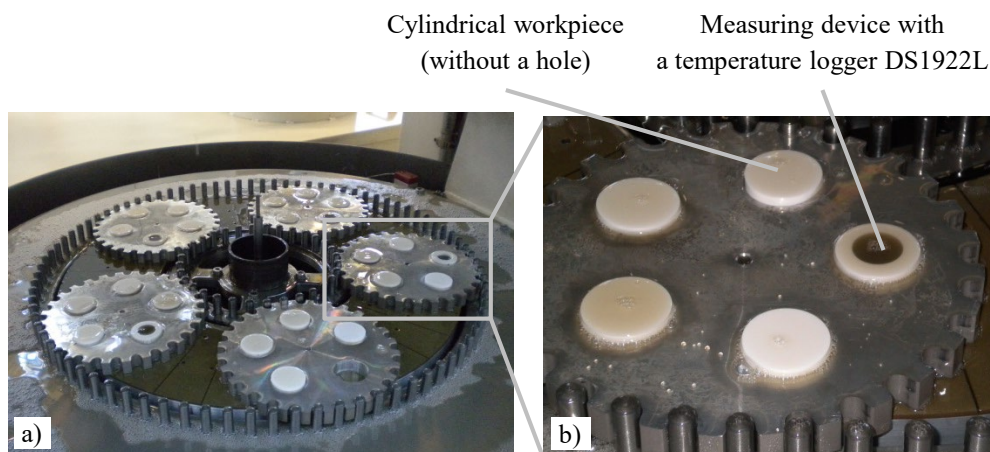 Cylindrical workpiece
(without a hole)
Measuring device with
a temperature logger DS1922L
a)
b)